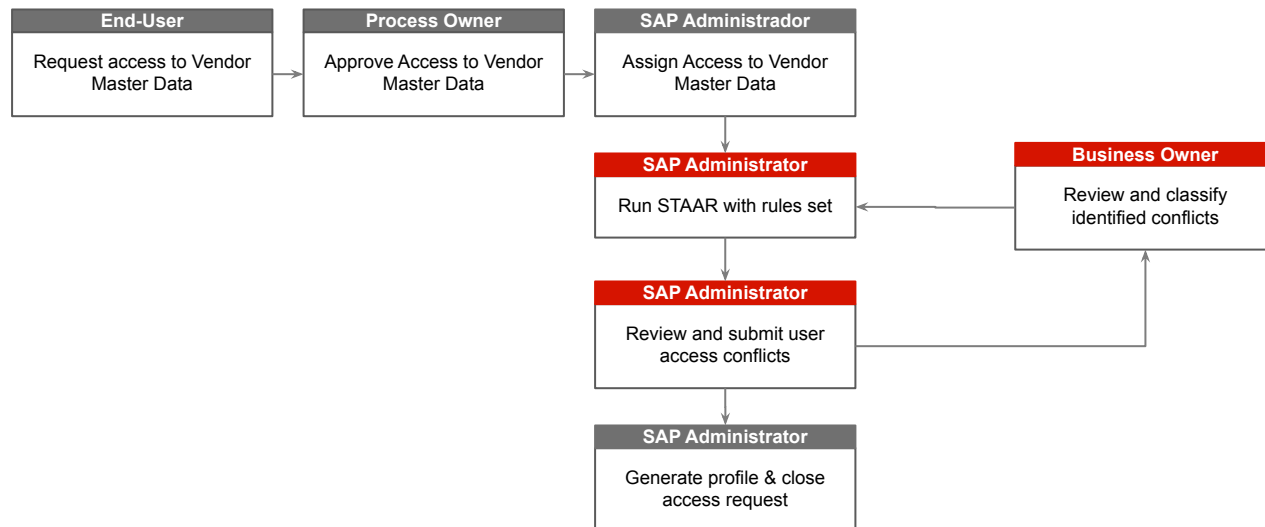 End-User
Request access to Vendor
Master Data
Process Owner
Approve Access to Vendor
Master Data
SAP Administrador
Assign Access to Vendor
Master Data
SAP Administrator
Run STAAR with rules set
Business Owner
Review and classify
identified conflicts
SAP Administrator
Review and submit user
access conflicts
SAP Administrator
Generate profile & close
access request